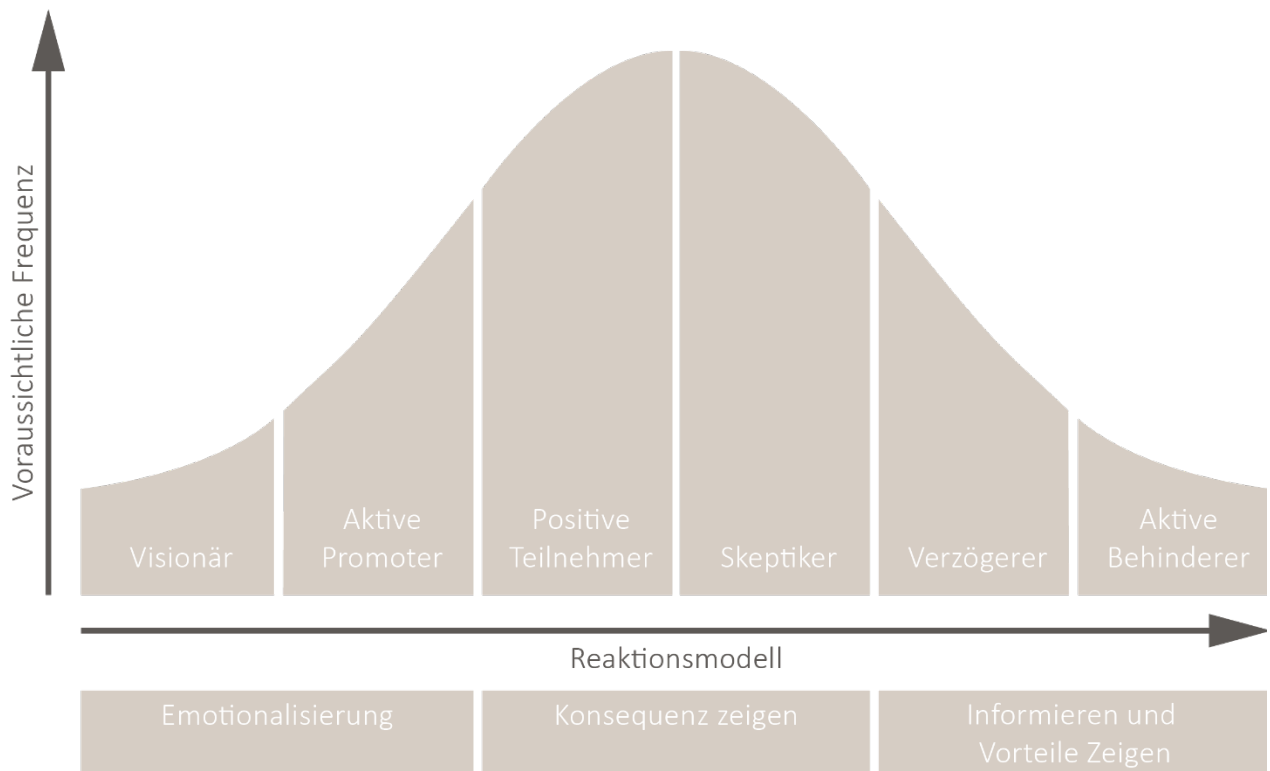 Voraussichtliche Frequenz
Visionär
Aktive
Promoter
Positive
Teilnehmer
Skeptiker
Verzögerer
Aktive
Behinderer
Reaktionsmodell
Emotionalisierung
Konsequenz zeigen
Informieren und
Vorteile Zeigen